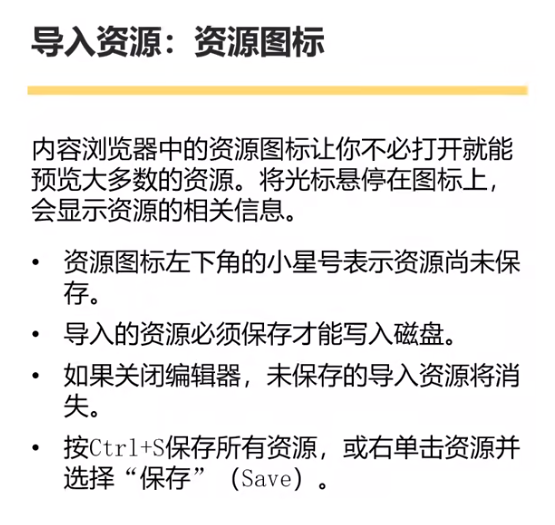 导入资源：资源图标
内容浏览器中的资源图标让你不必打开就能
预览大多数的资源。将光标悬停在图标上，
会显示资源的相关信息。
• 资源图标左下角的小星号表示资源尚未保
存。
• 导入的资源必须保存才能写入磁盘。
• 如果关闭编辑器，未保存的导入资源将消
失。
• 按Ctrl+S保存所有资源，或右单击资源并
选择“保存”（Save）。